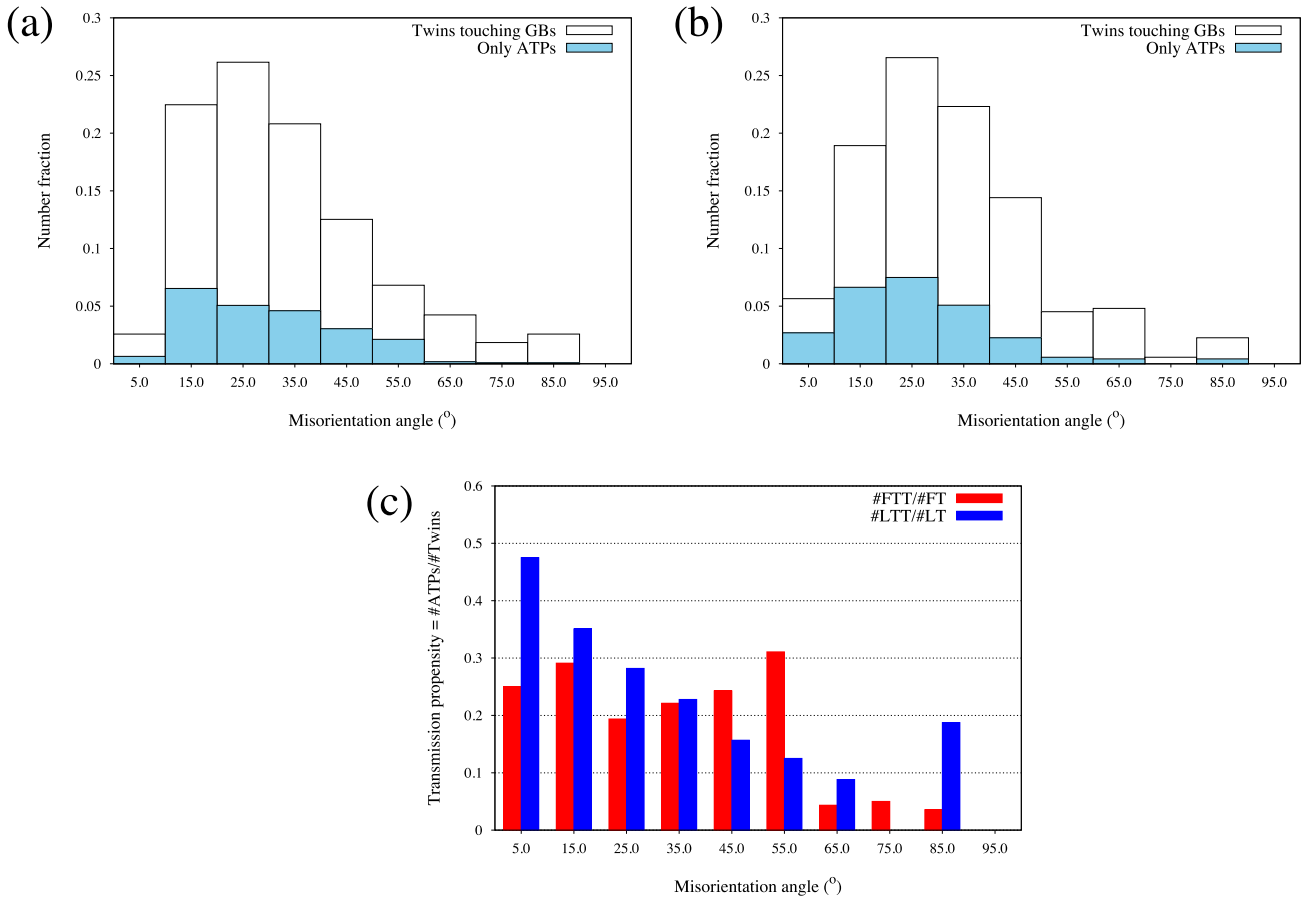 (a)
Twins touching GBs
Only ATPs
Number fraction
0.3
0.25
0.2
0.15
0.1
0.05
0
5.0 15.0 25.0 35.0 45.0 55.0 65.0 75.0 85.0 95.0
Misorientation angle (o)
(b)
Twins touching GBs
Only ATPs
Number fraction
0.3
0.25
0.2
0.15
0.1
0.05
0
5.0 15.0 25.0 35.0 45.0 55.0 65.0 75.0 85.0 95.0
Misorientation angle (o)
(c)
#FTT/#FT
#LTT/#LT
Transmission propensity = #ATPs/#Twins
0.6
0.5
0.4
0.3
0.2
0.1
0
5.0 15.0 25.0 35.0 45.0 55.0 65.0 75.0 85.0 95.0
Misorientation angle (o)